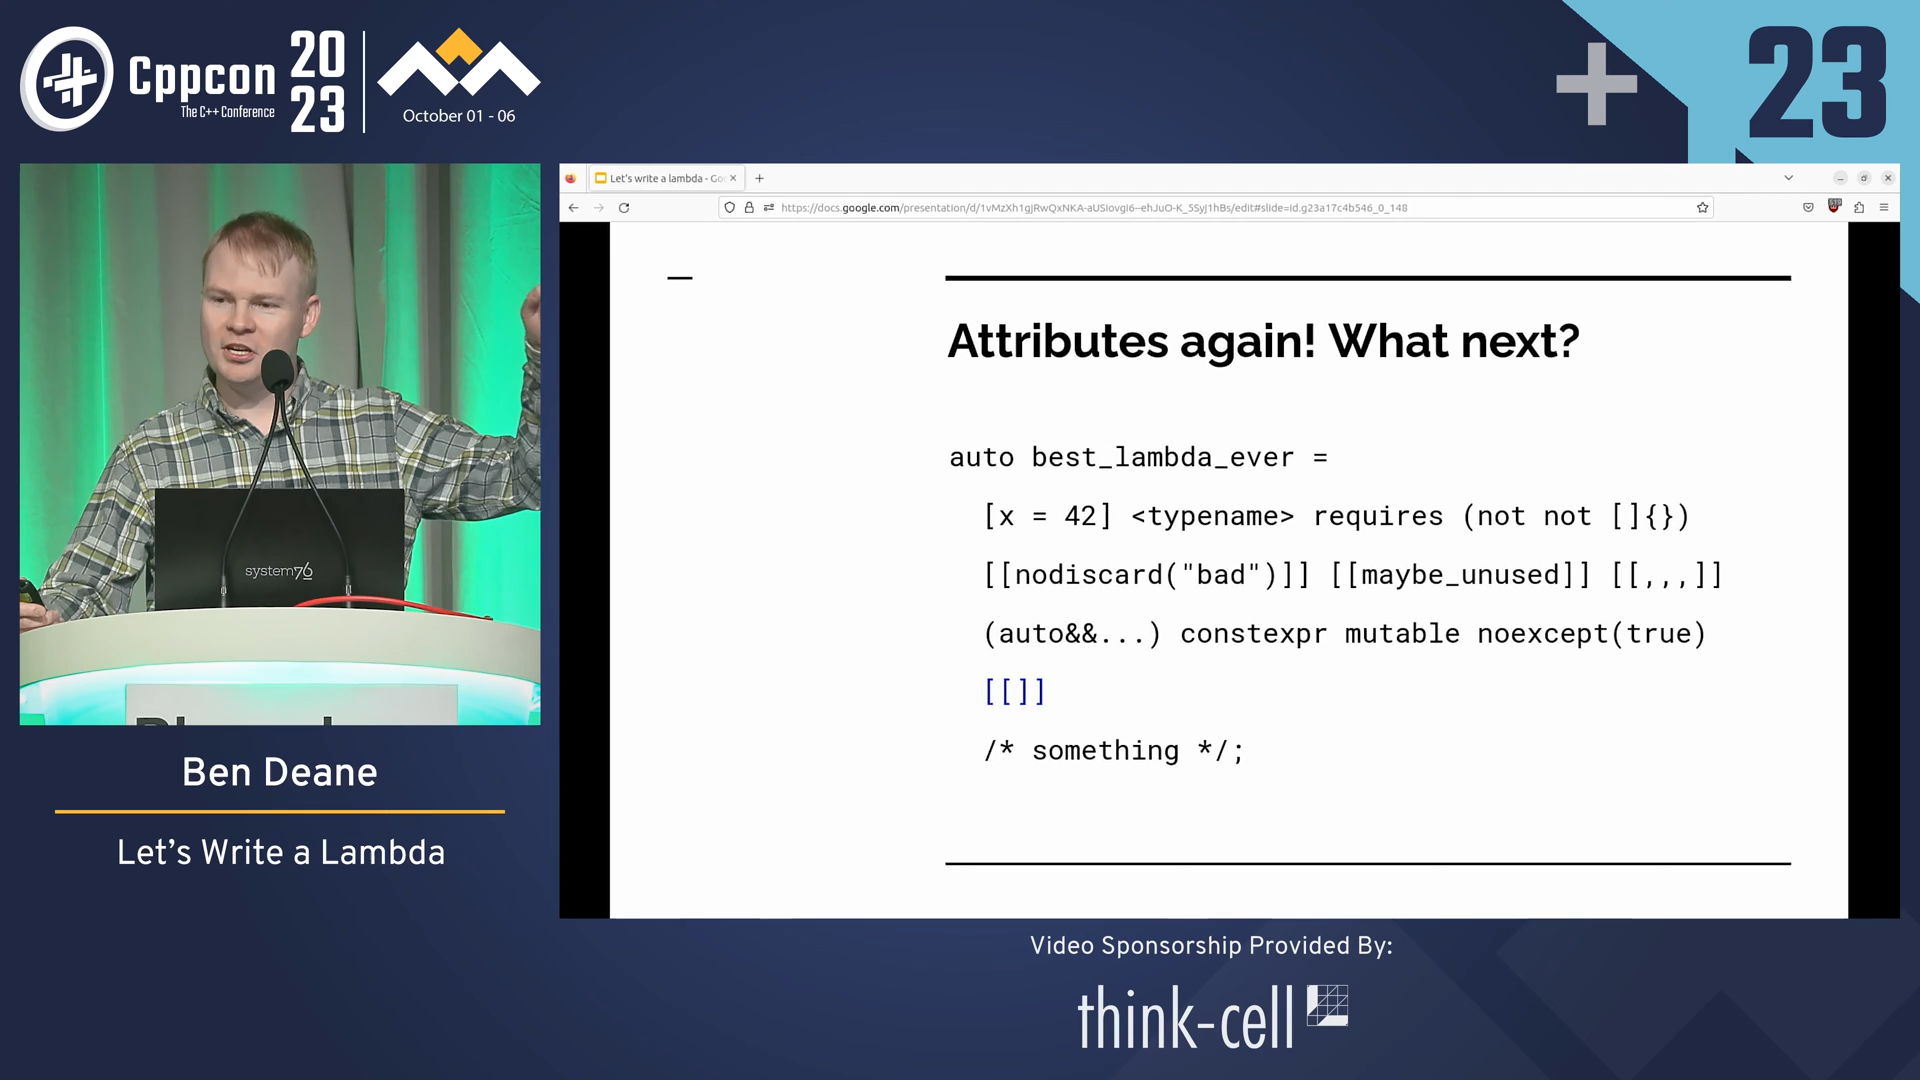 Cppcon
The C++ Conference
20
23
October 01 - 06
23
Let's write a lambda - Go
https://docs.google.com/presentation/d/1vMzXh1gjRwQxNKA-aUSIovgi6--ehJuO-K_5Syj1hBs/edit#slide=id.g23a17c4b546_0_148
Attributes again! What next?
auto best_lambda_ever =
[x = 42] <typename> requires (not not []{})
[[nodiscard("bad")]] [[maybe_unused]] [[,,,]]
(auto&&...) constexpr mutable noexcept(true)
[[]]
/* something */;
system76
Ben Deane
Let's Write a Lambda
Video Sponsorship Provided By:
think-cell